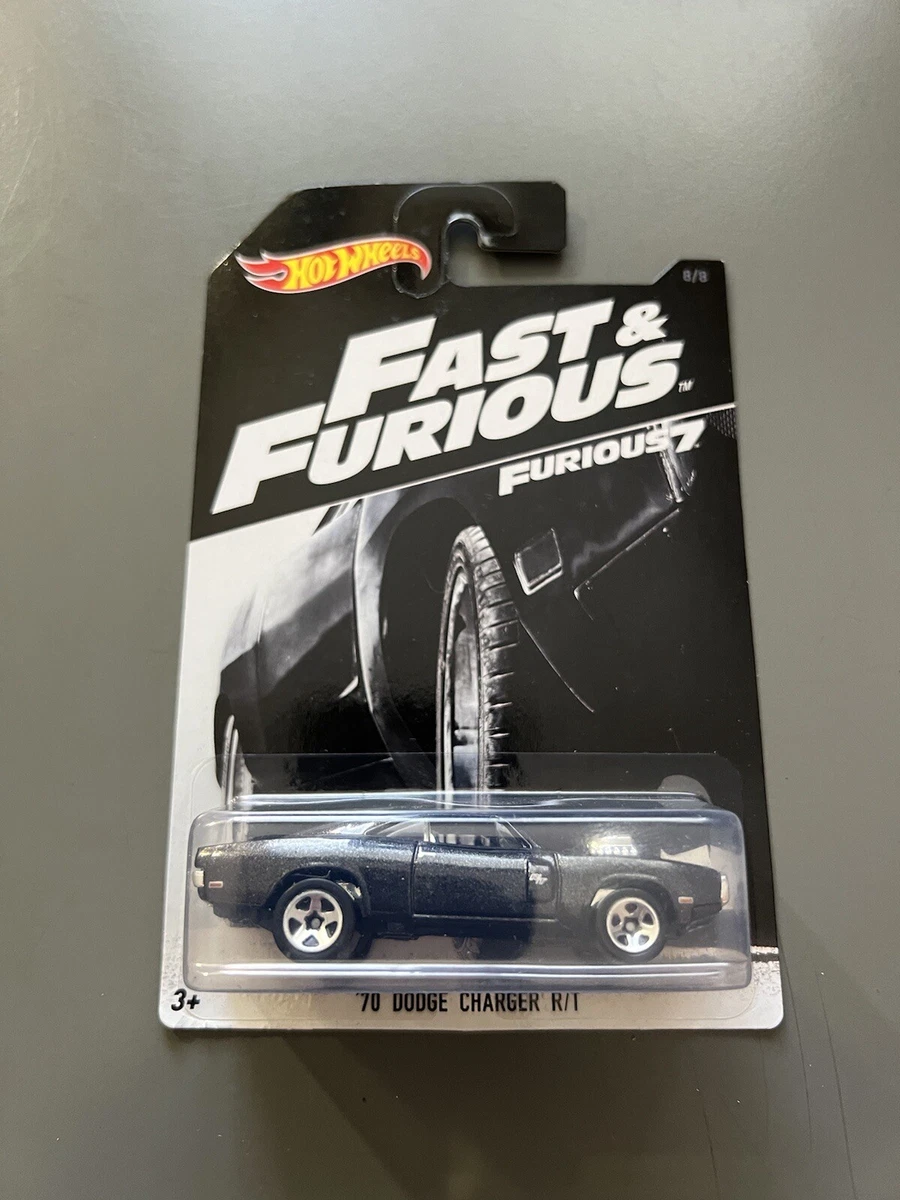 HOT WHEELS
8/8
FAST &
FURIOUS™
FURIOUS 7
R/T
3+
'70 DODGE CHARGER R/T